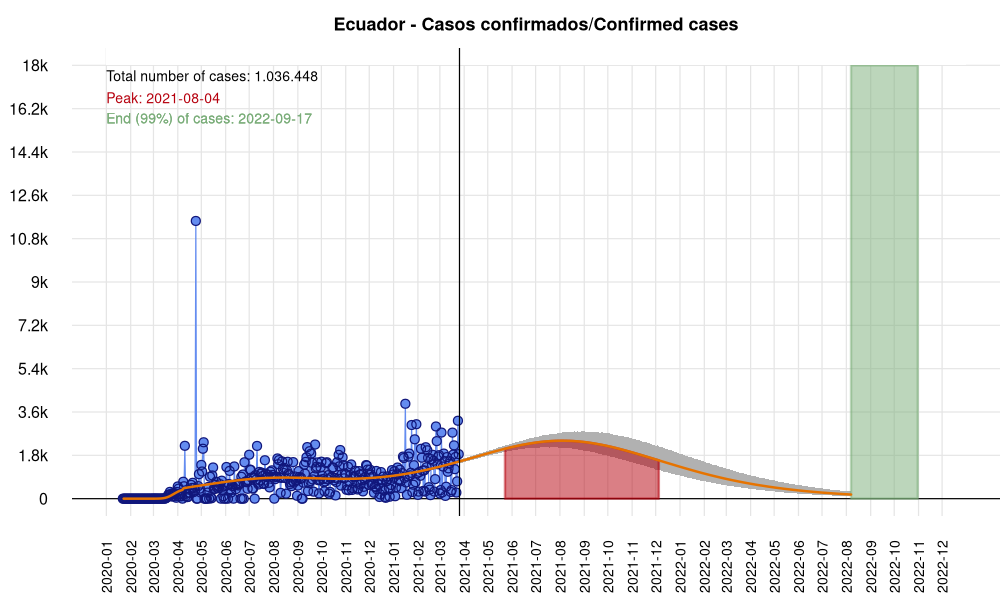 Ecuador - Casos confirmados/Confirmed cases
Total number of cases: 1.036.448
Peak: 2021-08-04
End (99%) of cases: 2022-09-17
18k
16.2k
14.4k
12.6k
10.8k
9k
7.2k
5.4k
3.6k
1.8k
0
2020-01
2020-02
2020-03
2020-04
2020-05
2020-06
2020-07
2020-08
2020-09
2020-10
2020-11
2020-12
2021-01
2021-02
2021-03
2021-04
2021-05
2021-06
2021-07
2021-08
2021-09
2021-10
2021-11
2021-12
2022-01
2022-02
2022-03
2022-04
2022-05
2022-06
2022-07
2022-08
2022-09
2022-10
2022-11
2022-12